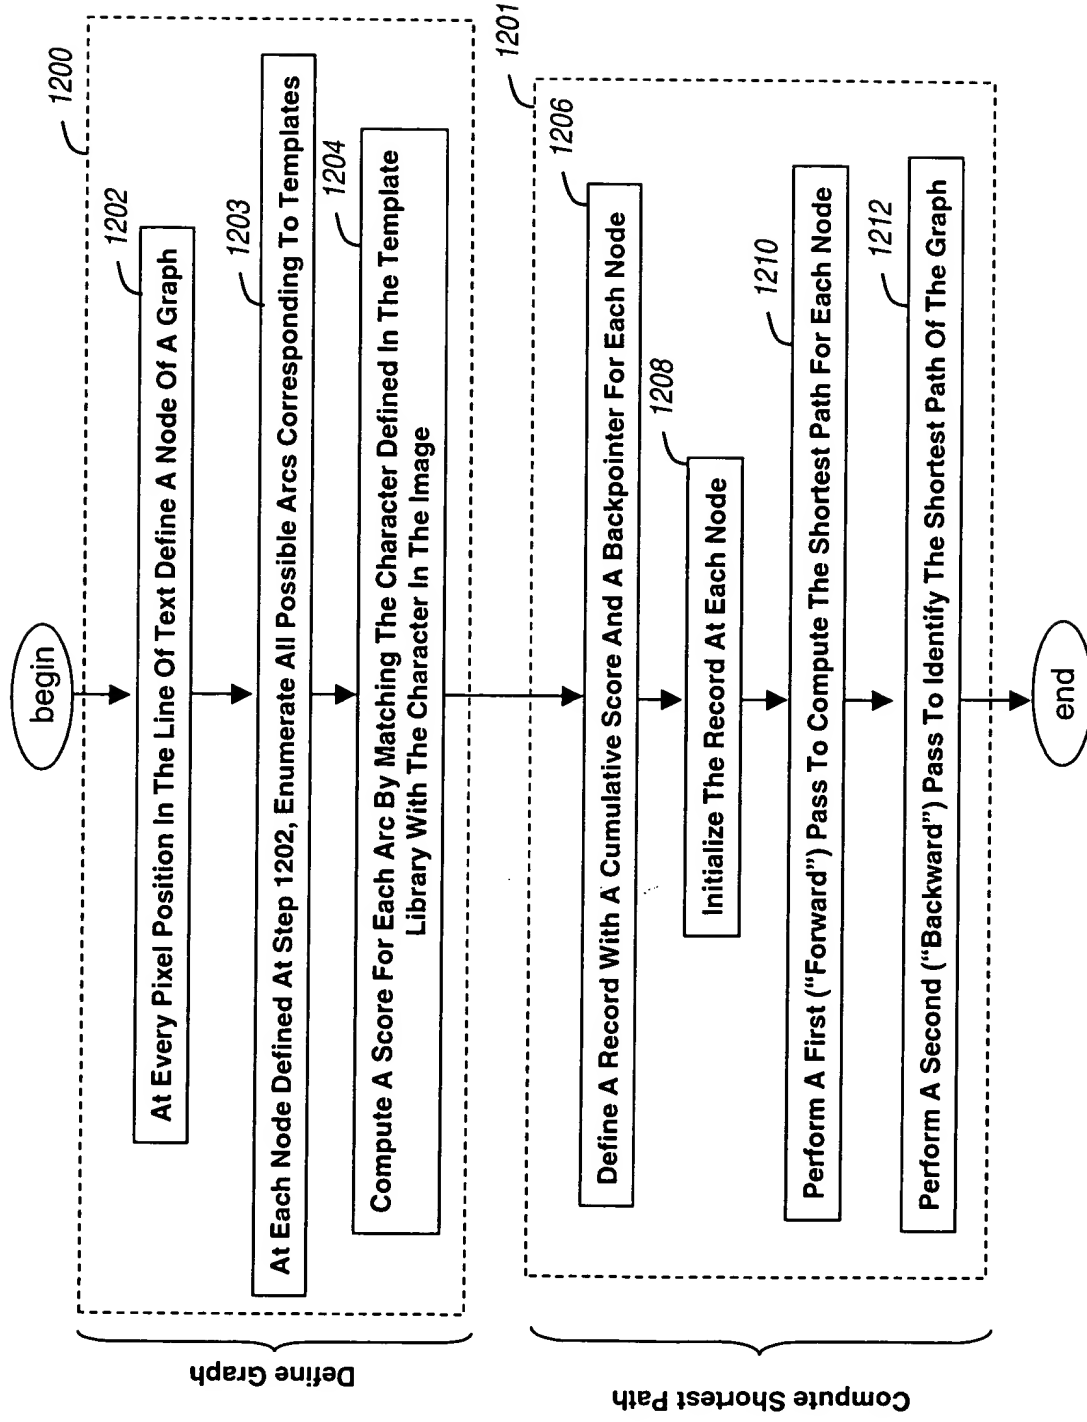 begin
1200
1202
At Every Pixel Position In The Line Of Text Define A Node Of A Graph
1203
At Each Node Defined At Step 1202, Enumerate All Possible Arcs Corresponding To Templates
1204
Compute A Score For Each Arc By Matching The Character Defined In The Template
Library With The Character In The Image
Define Graph
1201
1206
Define A Record With A Cumulative Score And A Backpointer For Each Node
1208
Initialize The Record At Each Node
1210
Perform A First (“Forward”) Pass To Compute The Shortest Path For Each Node
1212
Perform A Second (“Backward”) Pass To Identify The Shortest Path Of The Graph
Compute Shortest Path
end